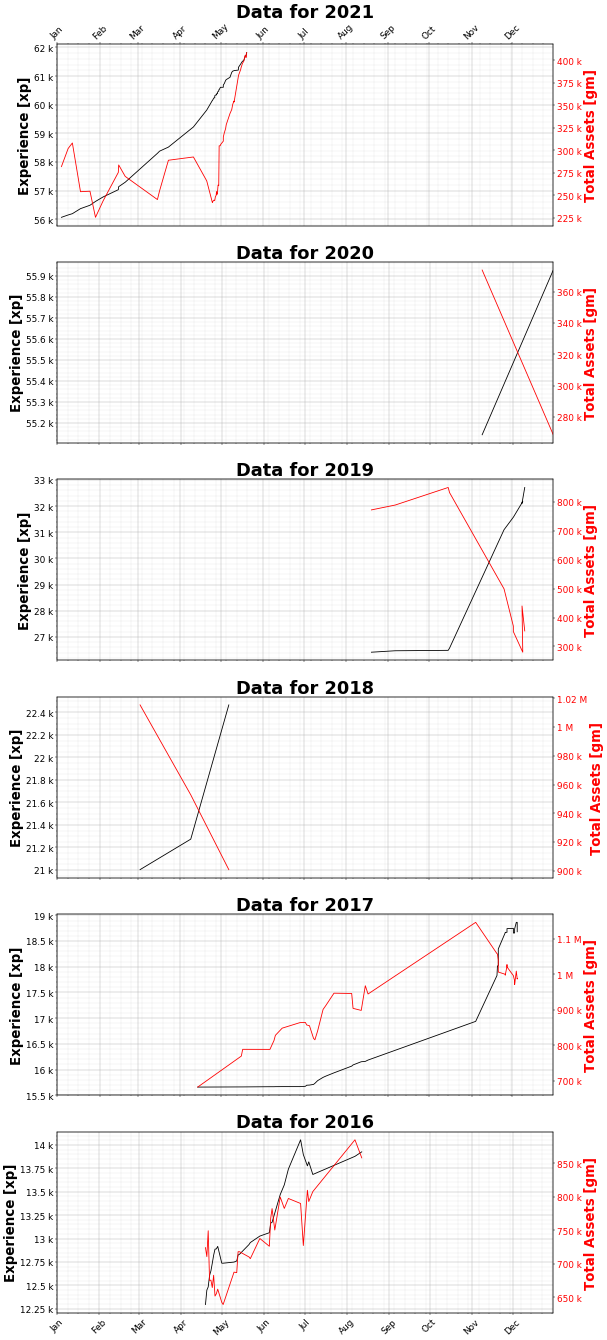 Data for 2021
Jan Feb Mar Apr May Jun Jul Aug Sep Oct Nov Dec
Experience [xp]
62 k
61 k
60 k
59 k
58 k
57 k
56 k
400 k
375 k
350 k
325 k
300 k
275 k
250 k
225 k
Total Assets [gm]
Data for 2020
Experience [xp]
55.9 k
55.8 k
55.7 k
55.6 k
55.5 k
55.4 k
55.3 k
55.2 k
360 k
340 k
320 k
300 k
280 k
Total Assets [gm]
Data for 2019
Experience [xp]
33 k
32 k
31 k
30 k
29 k
28 k
27 k
800 k
700 k
600 k
500 k
400 k
300 k
Total Assets [gm]
Data for 2018
Experience [xp]
22.4 k
22.2 k
22 k
21.8 k
21.6 k
21.4 k
21.2 k
21 k
1.02 M
1 M
980 k
960 k
940 k
920 k
900 k
Total Assets [gm]
Data for 2017
Experience [xp]
19 k
18.5 k
18 k
17.5 k
17 k
16.5 k
16 k
15.5 k
1.1 M
1 M
900 k
800 k
700 k
Total Assets [gm]
Data for 2016
Experience [xp]
14 k
13.75 k
13.5 k
13.25 k
13 k
12.75 k
12.5 k
12.25 k
850 k
800 k
750 k
700 k
650 k
Total Assets [gm]
Jan Feb Mar Apr May Jun Jul Aug Sep Oct Nov Dec